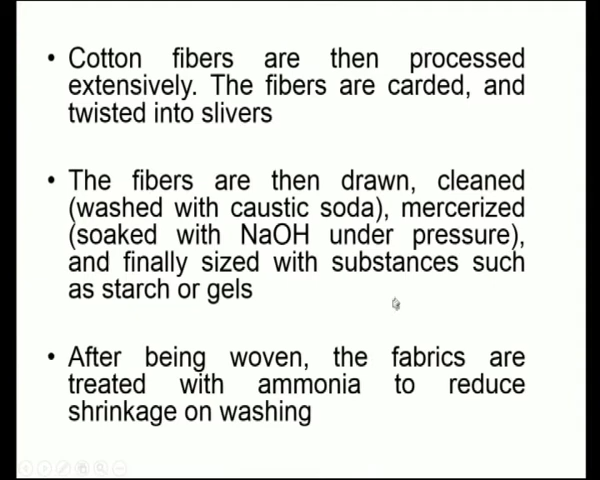 • Cotton fibers are then processed
extensively. The fibers are carded, and
twisted into slivers
• The fibers are then drawn, cleaned
(washed with caustic soda), mercerized
(soaked with NaOH under pressure),
and finally sized with substances such
as starch or gels
• After being woven, the fabrics are
treated with ammonia to reduce
shrinkage on washing